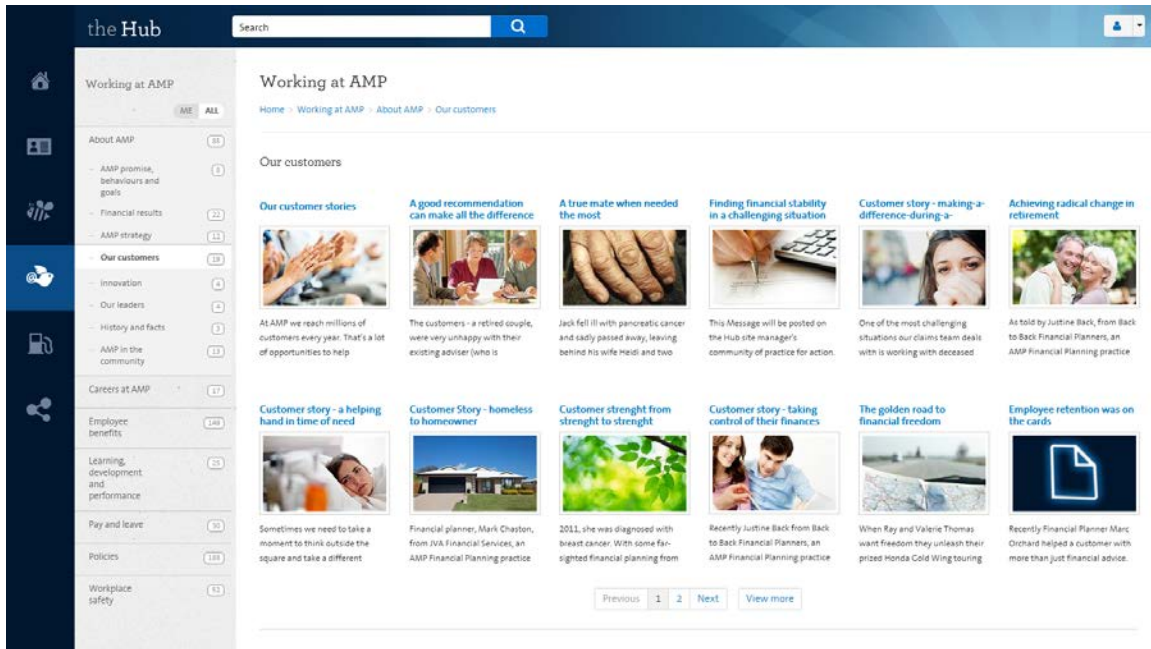 the Hub
Search
Working at AMP
ME ALL
About AMP
AMP promise,
behaviours and
goals
Financial results 22
AMP strategy
Our customers 19
Innovation 4
Our leaders 4
History and facts 3
AMP in the
community
13
Careers at AMP 17
Employee
benefits
149
Learning,
development
and
performance
25
Pay and leave
Policies
Workplace
safety
52
Working at AMP
Home > Working at AMP > About AMP > Our customers
Our customers
Our customer stories
At AMP we reach millions of
customers every year. That's a lot
of opportunities to help
A good recommendation
can make all the difference
The customers - a retired couple,
were very unhappy with their
existing adviser (who is
A true mate when needed
the most
Jack fell ill with pancreatic cancer
and sadly passed away, leaving
behind his wife Heidi and two
Finding financial stability
in a challenging situation
This Message will be posted on
the Hub site manager's
community of practice for action.
Customer story - making-a-
difference-during-a-
One of the most challenging
situations our claims team deals
with is working with deceased
Achieving radical change in
retirement
As told by Justine Back, from Back
to Back Financial Planners, an
AMP Financial Planning practice
Customer story - a helping
hand in time of need
Sometimes we need to take a
moment to think outside the
square and take a different
Customer Story - homeless
to homeowner
Financial planner, Mark Chaston,
from JVA Financial Services, an
AMP Financial Planning practice
Customer strenght from
strenght to strenght
2011, she was diagnosed with
breast cancer. With some far-
sighted financial planning from
Customer story - taking
control of their finances
Recently Justine Back from Back
to Back Financial Planners, an
AMP Financial Planning practice
The golden road to
financial freedom
When Ray and Valerie Thomas
want freedom they unleash their
prized Honda Gold Wing touring
Employee retention was on
the cards
Recently Financial Planner Marc
Orchard helped a customer with
more than just financial advice.
Previous 1 2 Next View more